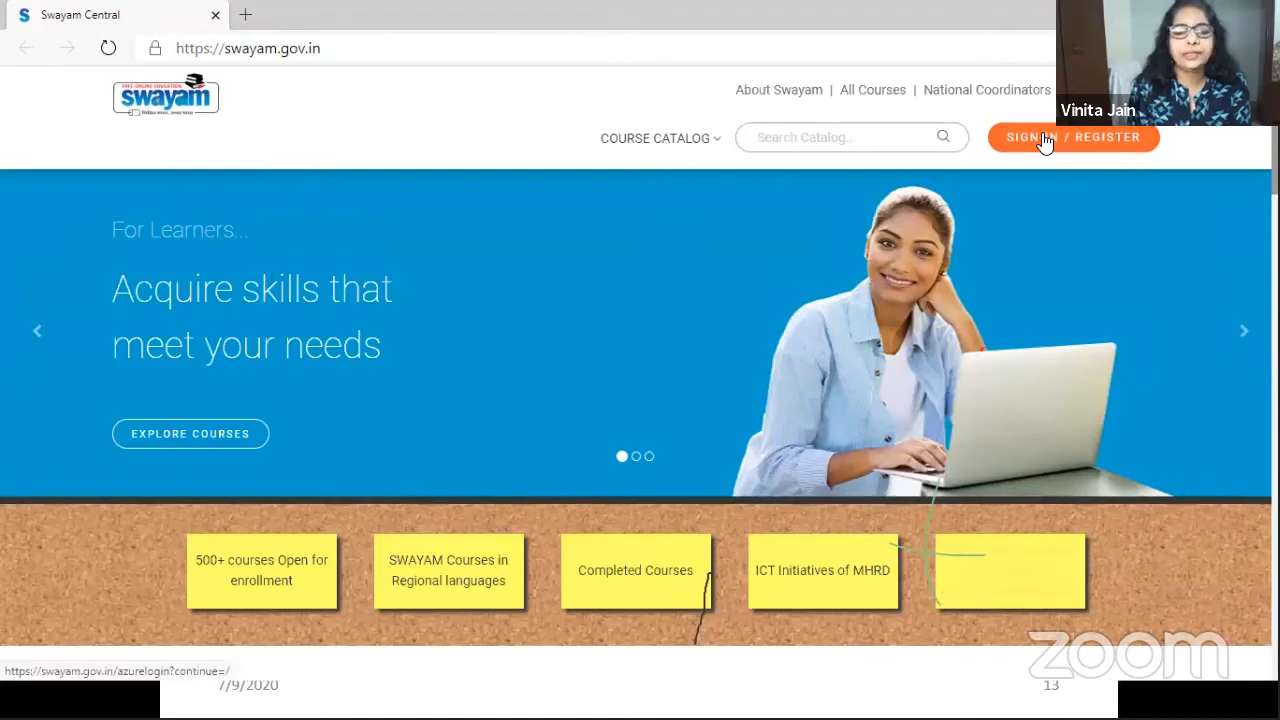 Swayam Central
https://swayam.gov.in
Vinita Jain
FREE ONLINE EDUCATION
swayam
About Swayam | All Courses | National Coordinators
COURSE CATALOG
Search Catalog..
SIGN IN / REGISTER
For Learners...
Acquire skills that
meet your needs
EXPLORE COURSES
500+ courses Open for
enrollment
SWAYAM Courses in
Regional languages
Completed Courses
ICT Initiatives of MHRD
zoom
https://swayam.gov.in/azurelogin?continue=/
7/9/2020
13